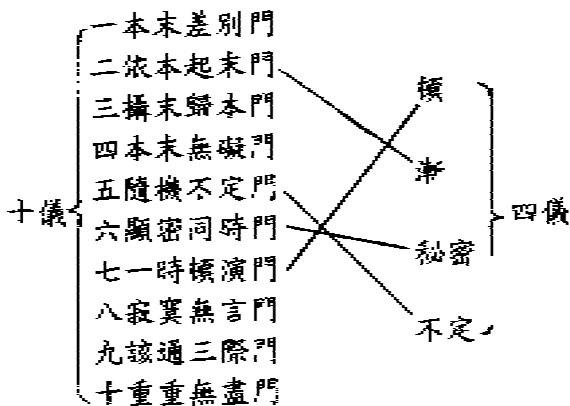 十儀
一本末差別門
二依本起末門
三攝末歸本門
四本末無礙門
五隨機不定門
六顯密同時門
七一時頓演門
八寂寞無言門
九該通三際門
十重重無盡門
頓
漸
秘密
不定
四儀